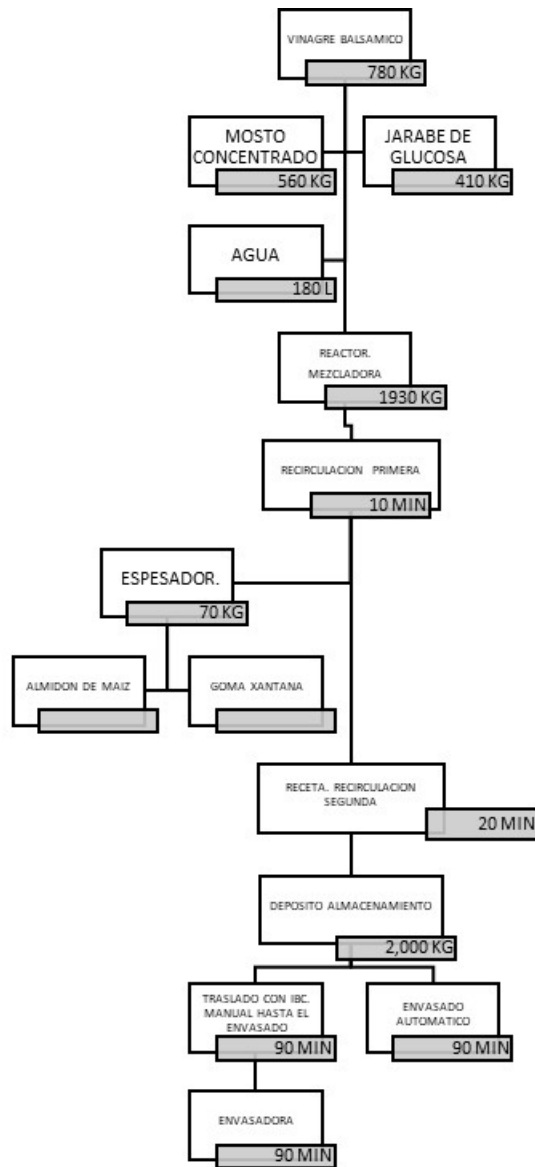 VINAGRE BALSAMICO
780 KG
MOSTO
CONCENTRADO
560 KG
JARABE DE
GLUCOSA
410 KG
AGUA
180 L
REACTOR.
MEZCLADORA
1930 KG
RECIRCULACION PRIMERA
10 MIN
ESPESADOR.
70 KG
ALMIDON DE MAIZ
GOMA XANTANA
RECETA. RECIRCULACION
SEGUNDA
20 MIN
DEPOSITO ALMACENAMIENTO
2,000 KG
TRASLADO CON IBC.
MANUAL HASTA EL
ENVASADO
90 MIN
ENVASADO
AUTOMATICO
90 MIN
ENVASADORA
90 MIN